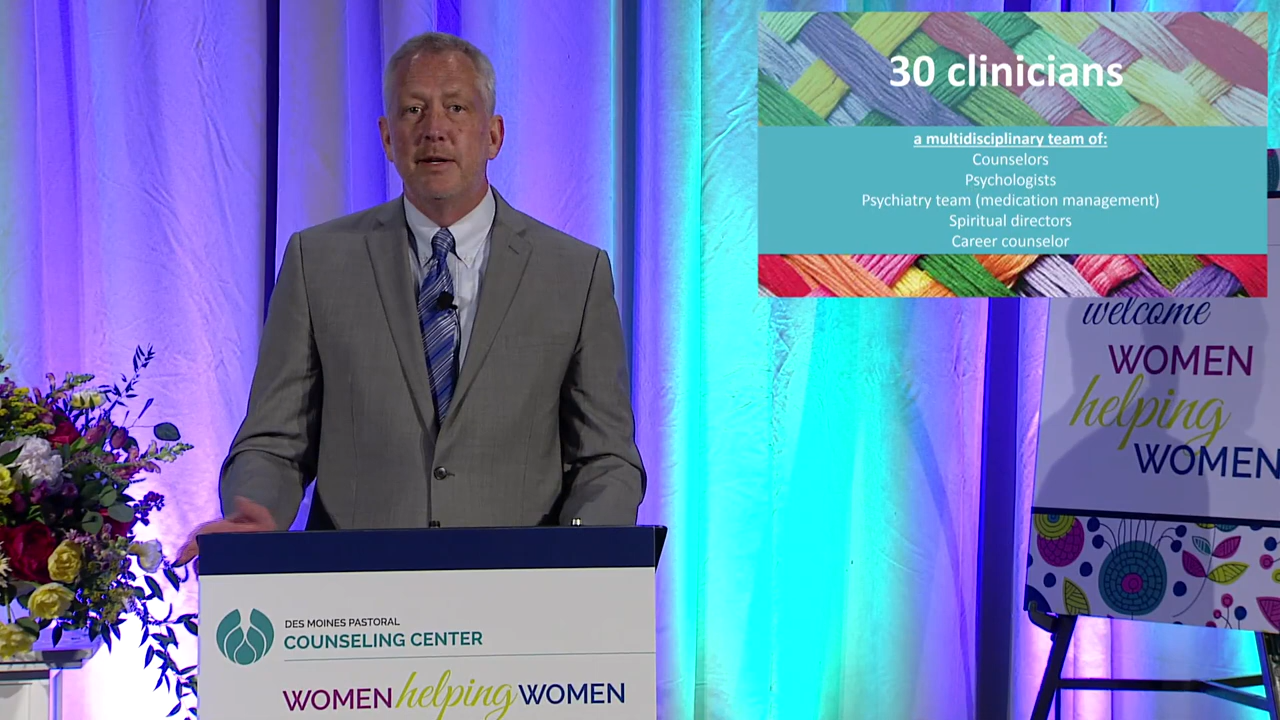 30 clinicians
a multidisciplinary team of:
Counselors
Psychologists
Psychiatry team (medication management)
Spiritual directors
Career counselor
welcome
WOMEN
helping
WOMEN
DES MOINES PASTORAL
COUNSELING CENTER
WOMEN helping WOMEN